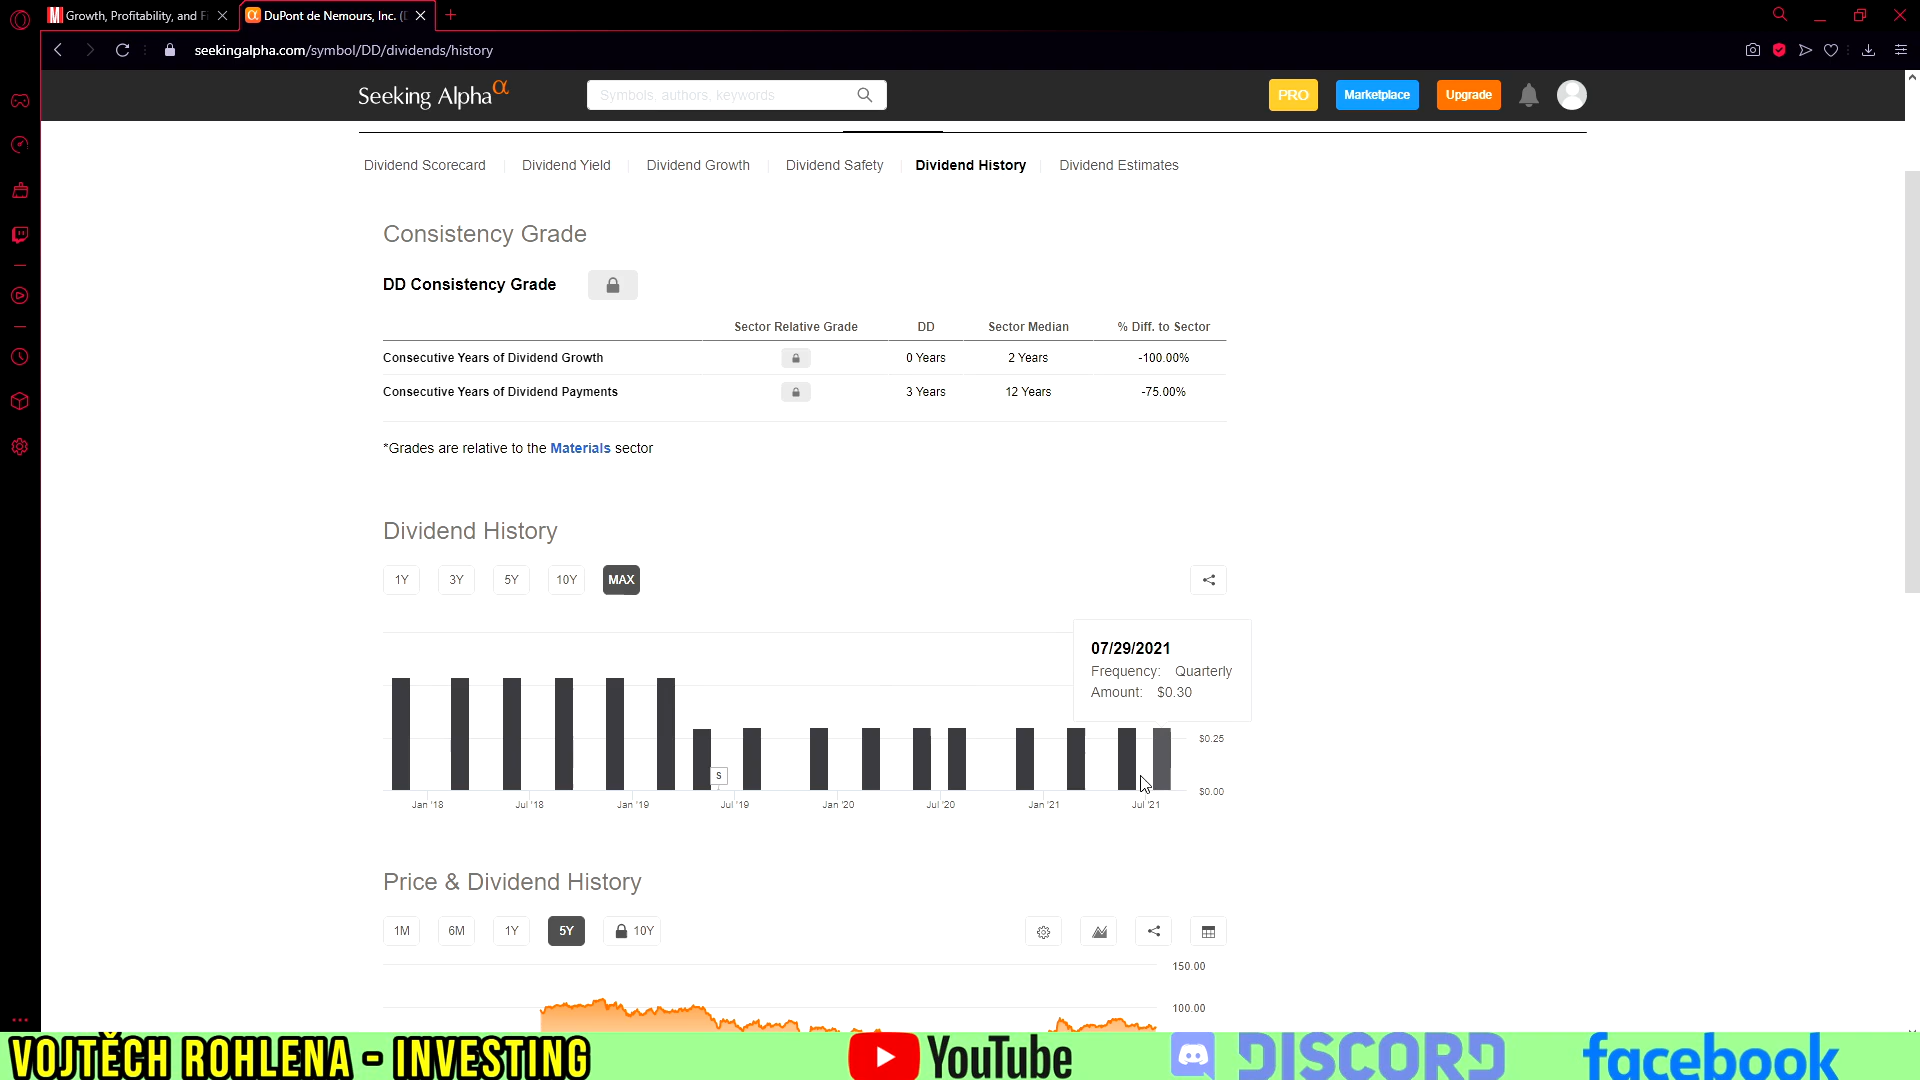 Growth, Profitability, and Fi
DuPont de Nemours, Inc. (D
seekingalpha.com/symbol/DD/dividends/history
Seeking Alpha α
Symbols, authors, keywords
PRO
Marketplace
Upgrade
Dividend Scorecard
Dividend Yield
Dividend Growth
Dividend Safety
Dividend History
Dividend Estimates
Consistency Grade
DD Consistency Grade
Sector Relative Grade DD Sector Median % Diff. to Sector
Consecutive Years of Dividend Growth 0 Years 2 Years -100.00%
Consecutive Years of Dividend Payments 3 Years 12 Years -75.00%
*Grades are relative to the Materials sector
Dividend History
1Y 3Y 5Y 10Y MAX
07/29/2021
Frequency: Quarterly
Amount: $0.30
$0.25
S
$0.00
Jan '18 Jul '18 Jan '19 Jul '19 Jan '20 Jul '20 Jan '21 Jul '21
Price & Dividend History
1M 6M 1Y 5Y 10Y
150.00
100.00
VOJTĚCH ROHLENA - INVESTING
YouTube
DISCORD
facebook